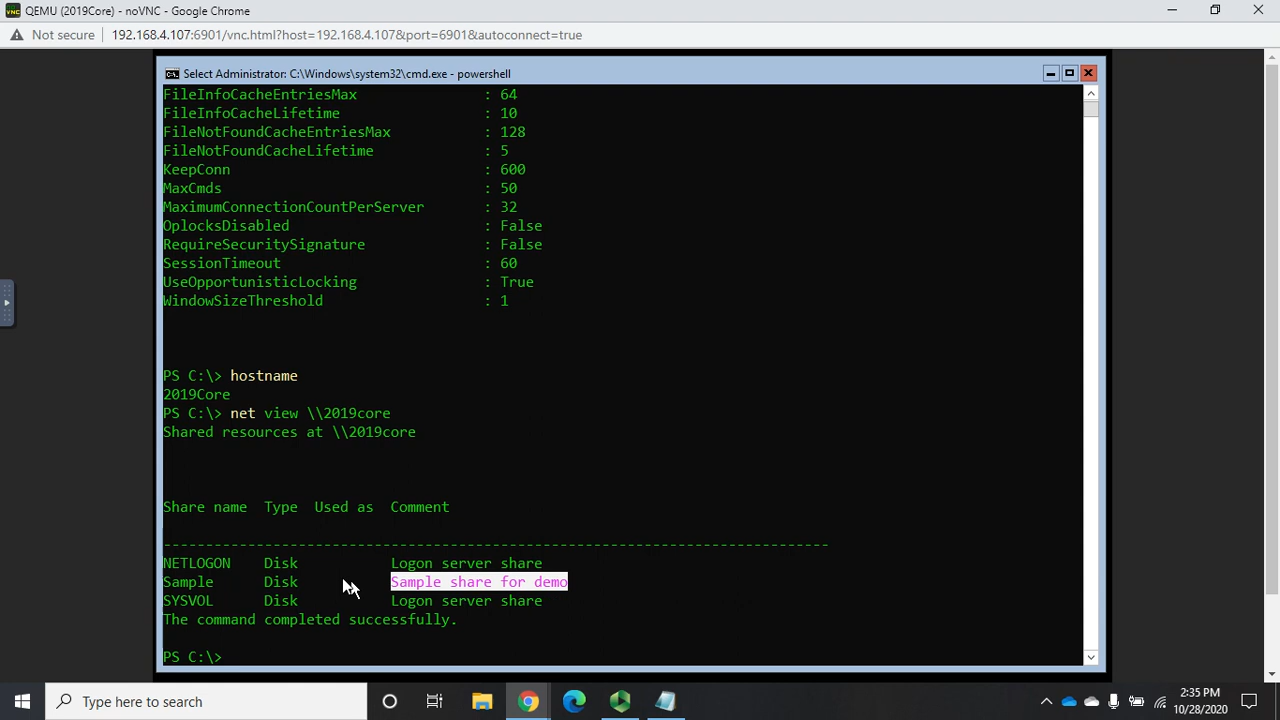 QEMU (2019Core) - noVNC - Google Chrome
Not secure 192.168.4.107:6901/vnc.html?host=192.168.4.107&port=6901&autoconnect=true
Select Administrator: C:\Windows\system32\cmd.exe - powershell
FileInfoCacheEntriesMax : 64
FileInfoCacheLifetime : 10
FileNotFoundCacheEntriesMax : 128
FileNotFoundCacheLifetime : 5
KeepConn : 600
MaxCmds : 50
MaximumConnectionCountPerServer : 32
OplocksDisabled : False
RequireSecuritySignature : False
SessionTimeout : 60
UseOpportunisticLocking : True
WindowSizeThreshold : 1
PS C:\> hostname
2019Core
PS C:\> net view \\2019core
Shared resources at \\2019core
Share name Type Used as Comment
-------------------------------------------------------------------------------
NETLOGON Disk Logon server share
Sample Disk Sample share for demo
SYSVOL Disk Logon server share
The command completed successfully.
PS C:\>
Type here to search
2:35 PM
10/28/2020